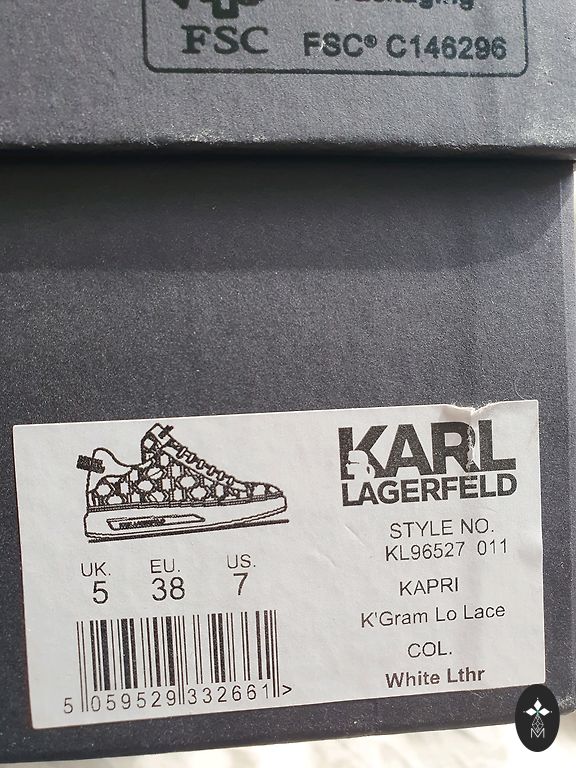 Packaging
FSC
FSC® C146296
KARL
LAGERFELD
STYLE NO.
KL96527 011
KAPRI
K'Gram Lo Lace
COL.
White Lthr
UK. EU. US.
5 38 7
5 059529 332661 >
M